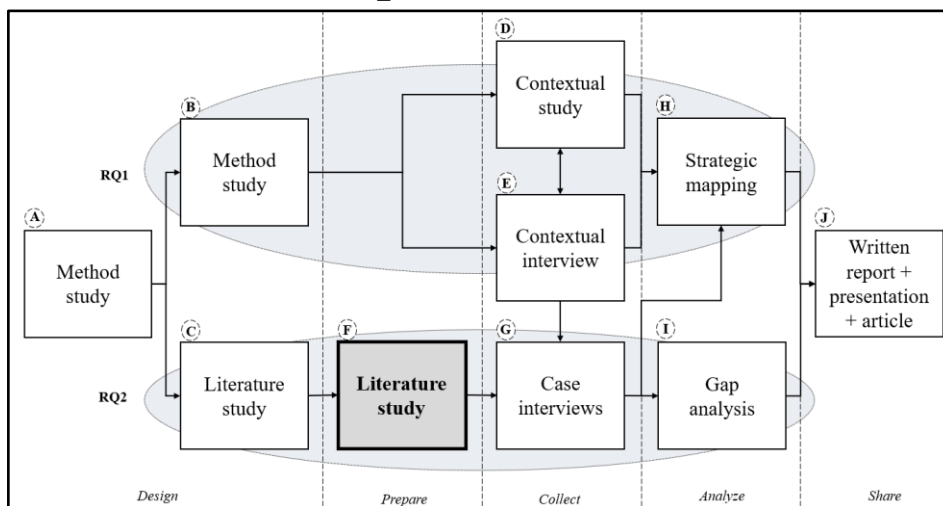 D
Contextual
study
B
Method
study
H
Strategic
mapping
RQ1
E
Contextual
interview
A
Method
study
J
Written
report +
presentation
+ article
C
Literature
study
F
Literature
study
G
Case
interviews
I
Gap
analysis
RQ2
Design
Prepare
Collect
Analyze
Share